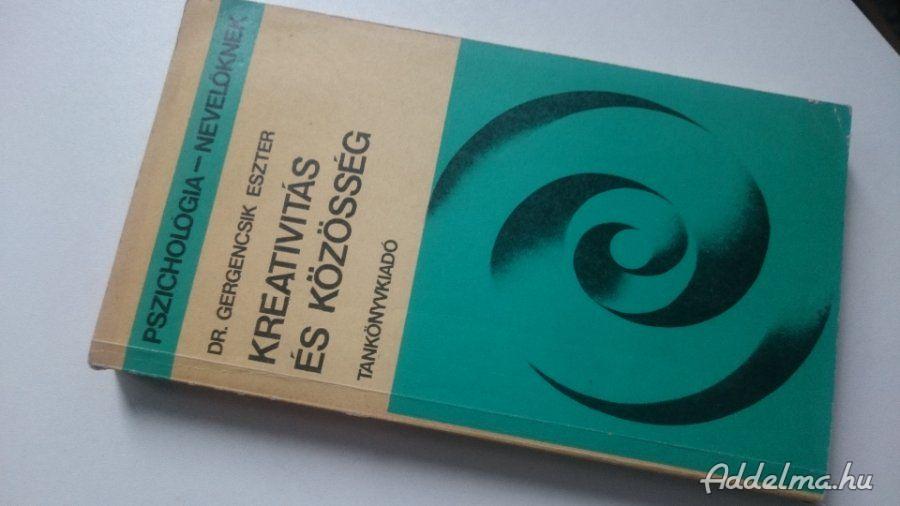 PSZICHOLÓGIA – NEVELŐKNEK
DR. GERGENCSIK ESZTER
KREATIVITÁS
ÉS KÖZÖSSÉG
TANKÖNYVKIADÓ
Addelma.hu